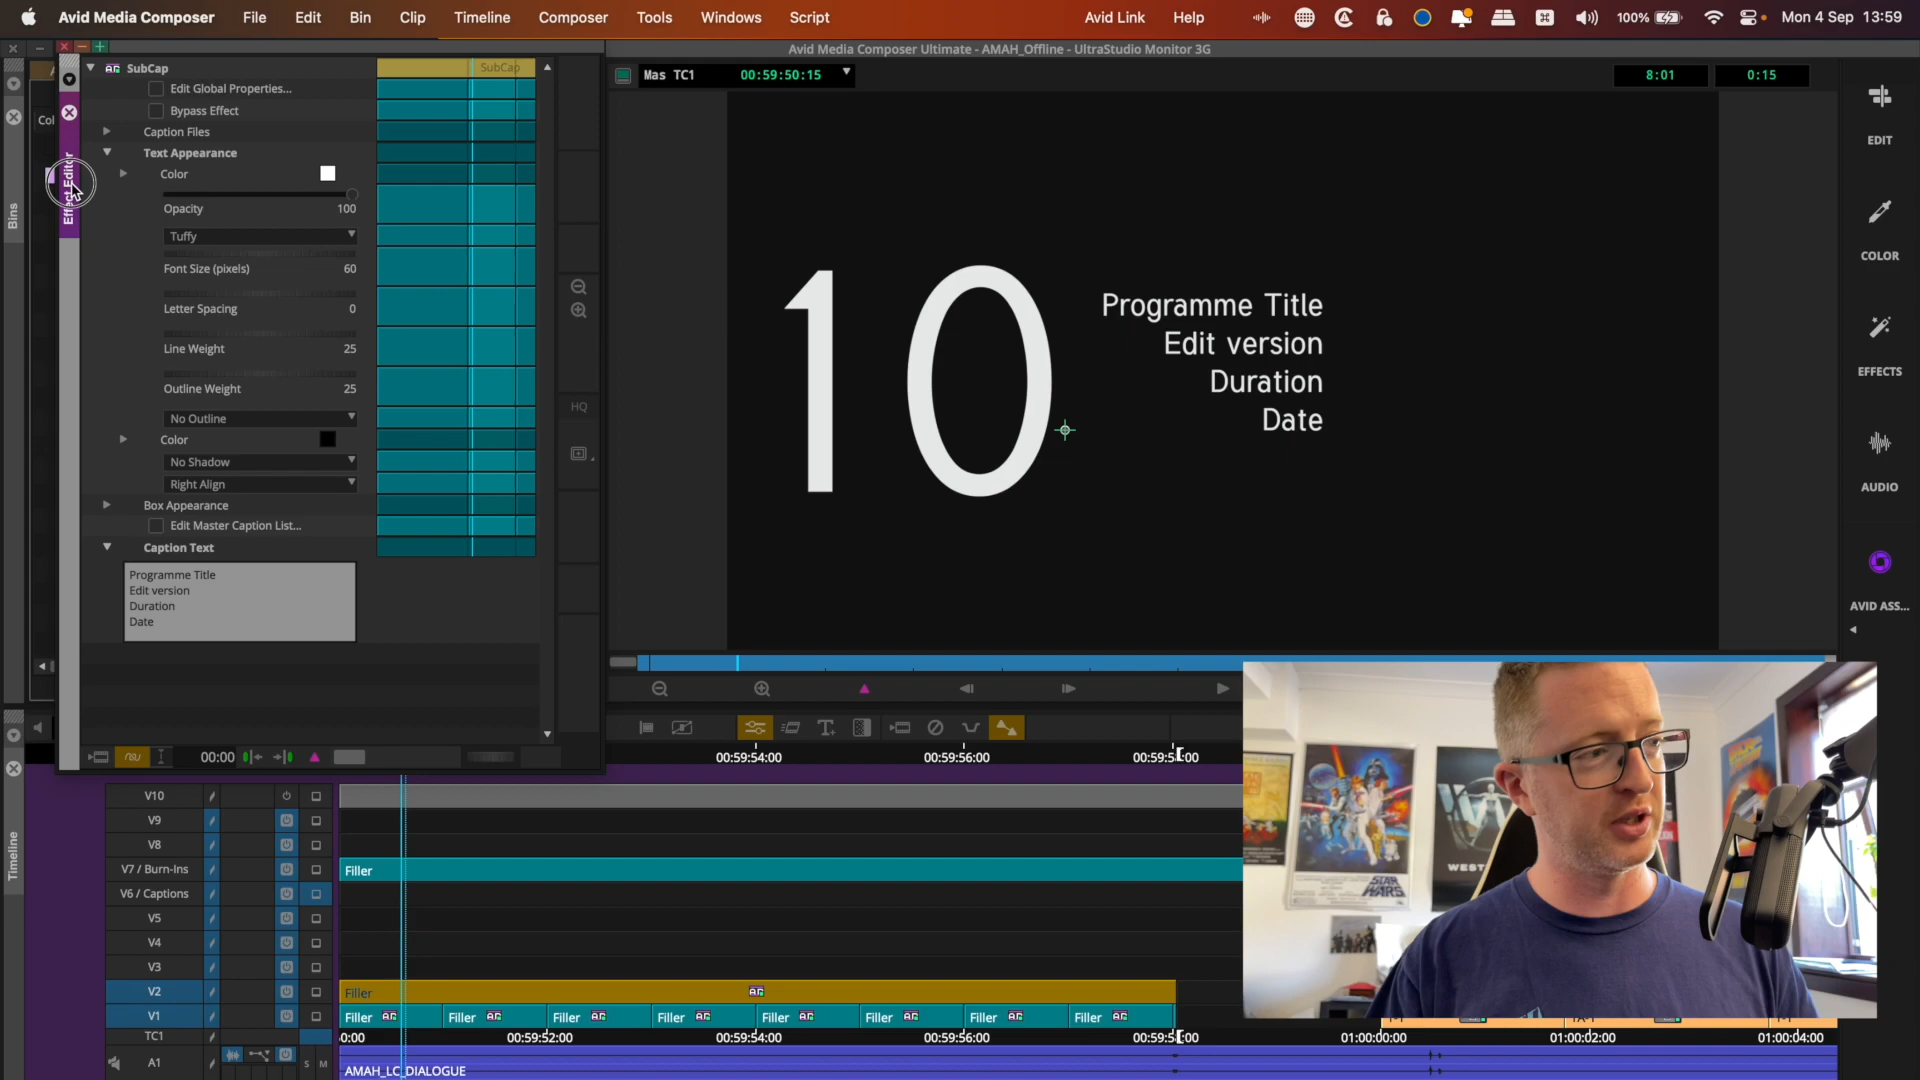 Avid Media Composer File Edit Bin Clip Timeline Composer Tools Windows Script Avid Link Help 100% Mon 4 Sep 13:59
Avid Media Composer Ultimate - AMAH_Offline - UltraStudio Monitor 3G
SubCap
SubCap
Edit Global Properties...
Bypass Effect
Caption Files
Text Appearance
Color
Opacity 100
Tuffy
Font Size (pixels) 60
Letter Spacing 0
Line Weight 25
Outline Weight 25
No Outline
Color
No Shadow
Right Align
Box Appearance
Edit Master Caption List...
Caption Text
Programme Title
Edit version
Duration
Date
00:00
Effect Editor
Bins
Col
HQ
Mas TC1 00:59:50:15
8:01 0:15
10
Programme Title
Edit version
Duration
Date
EDIT
COLOR
EFFECTS
AUDIO
AVID ASS...
00:59:54:00 00:59:56:00
Timeline
V10
V9
V8
V7 / Burn-Ins Filler
V6 / Captions
V5
V4
V3
V2 Filler
V1 Filler Filler Filler Filler Filler Filler Filler Filler
TC1 00:59:52:00 00:59:54:00 00:59:56:00 01:00:00:00 01:00:02:00 01:00:04:00
A1 S M AMAH_LC_DIALOGUE
STAR
WARS
WEST